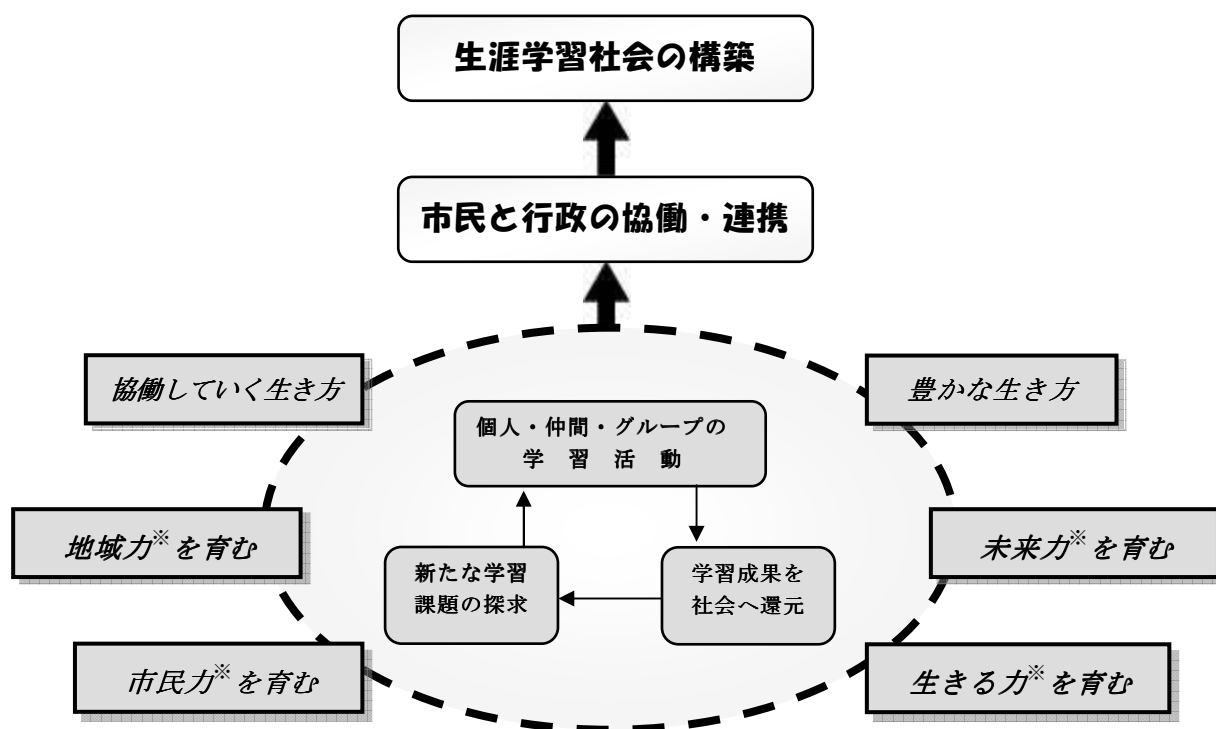 生涯学習社会の構築
市民と行政の協働・連携
協働していく生き方
豊かな生き方
個人・仲間・グループの
学習活動
地域力※を育む
未来力※を育む
新たな学習
課題の探求
学習成果を
社会へ還元
市民力※を育む
生きる力※を育む